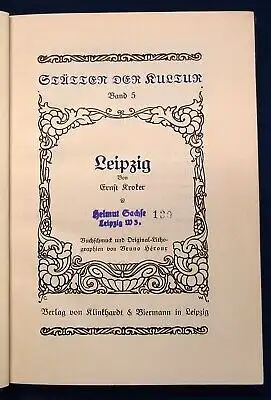 STÄTTEN DER KULTUR
Band 5
Leipzig
Von
Ernst Kroker
Helmut Sachse
Leipzig W 3.
120
Buchschmuck und Original-Litho-
graphien von Bruno Héroux
Verlag von Klinkhardt & Biermann in Leipzig